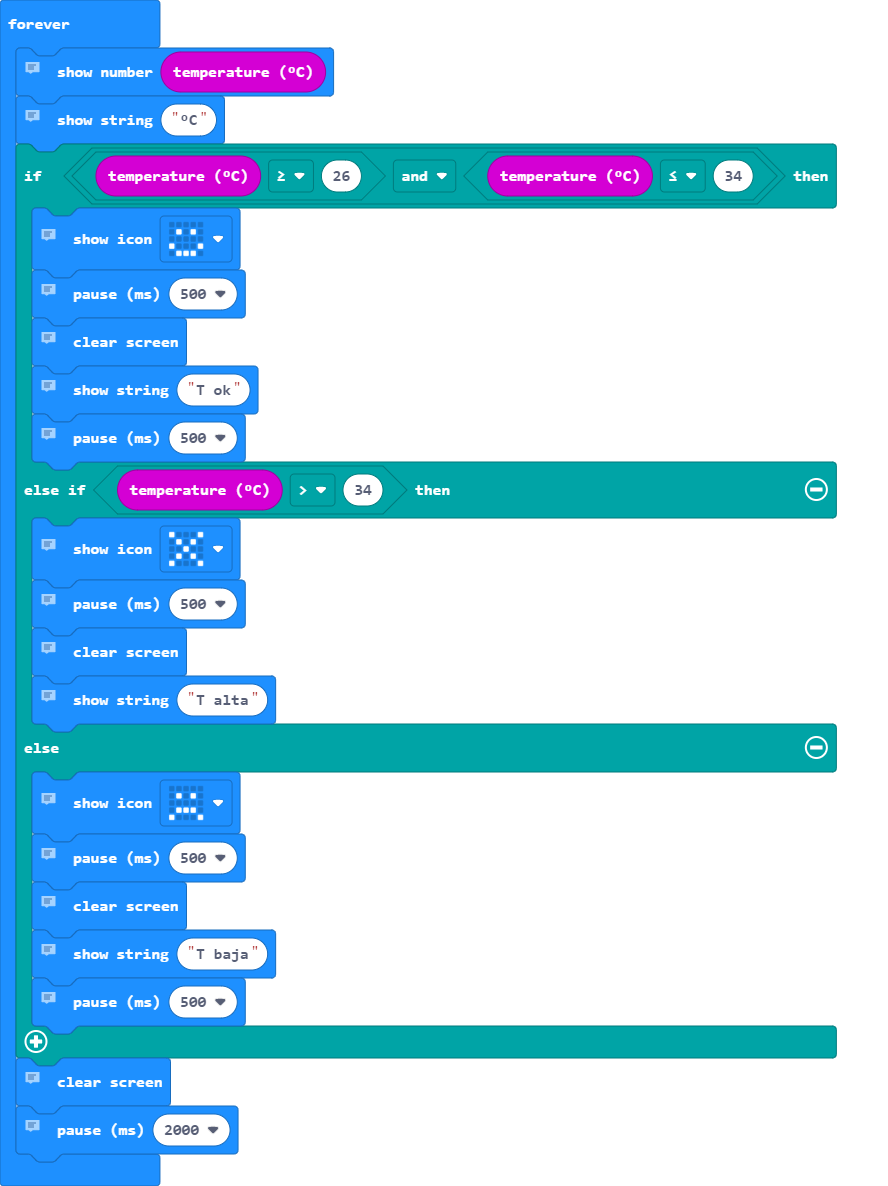 forever
show number temperature (ºC)
show string "ºC"
if temperature (ºC) ≥ 26 and temperature (ºC) ≤ 34 then
show icon
pause (ms) 500
clear screen
show string "T ok"
pause (ms) 500
else if temperature (ºC) > 34 then
show icon
pause (ms) 500
clear screen
show string "T alta"
else
show icon
pause (ms) 500
clear screen
show string "T baja"
pause (ms) 500
clear screen
pause (ms) 2000